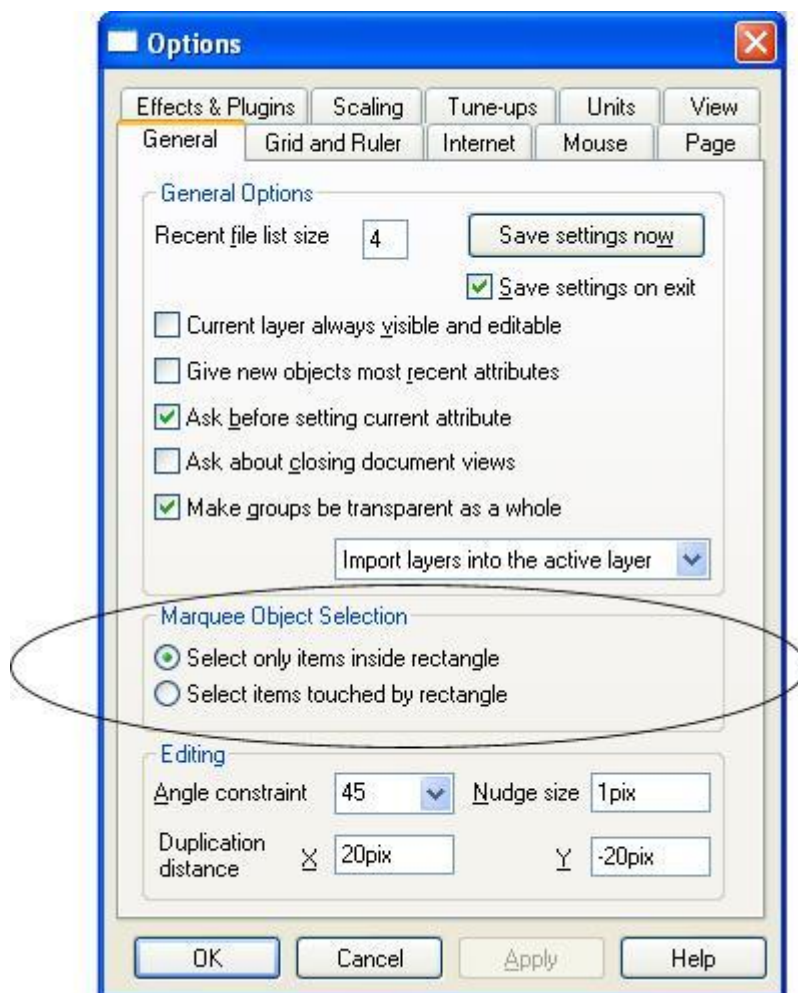 Options
Effects & Plugins Scaling Tune-ups Units View
General Grid and Ruler Internet Mouse Page
General Options
Recent file list size 4 Save settings now
Save settings on exit
Current layer always visible and editable
Give new objects most recent attributes
Ask before setting current attribute
Ask about closing document views
Make groups be transparent as a whole
Import layers into the active layer
Marquee Object Selection
Select only items inside rectangle
Select items touched by rectangle
Editing
Angle constraint 45 Nudge size 1pix
Duplication
distance X 20pix Y -20pix
OK Cancel Apply Help